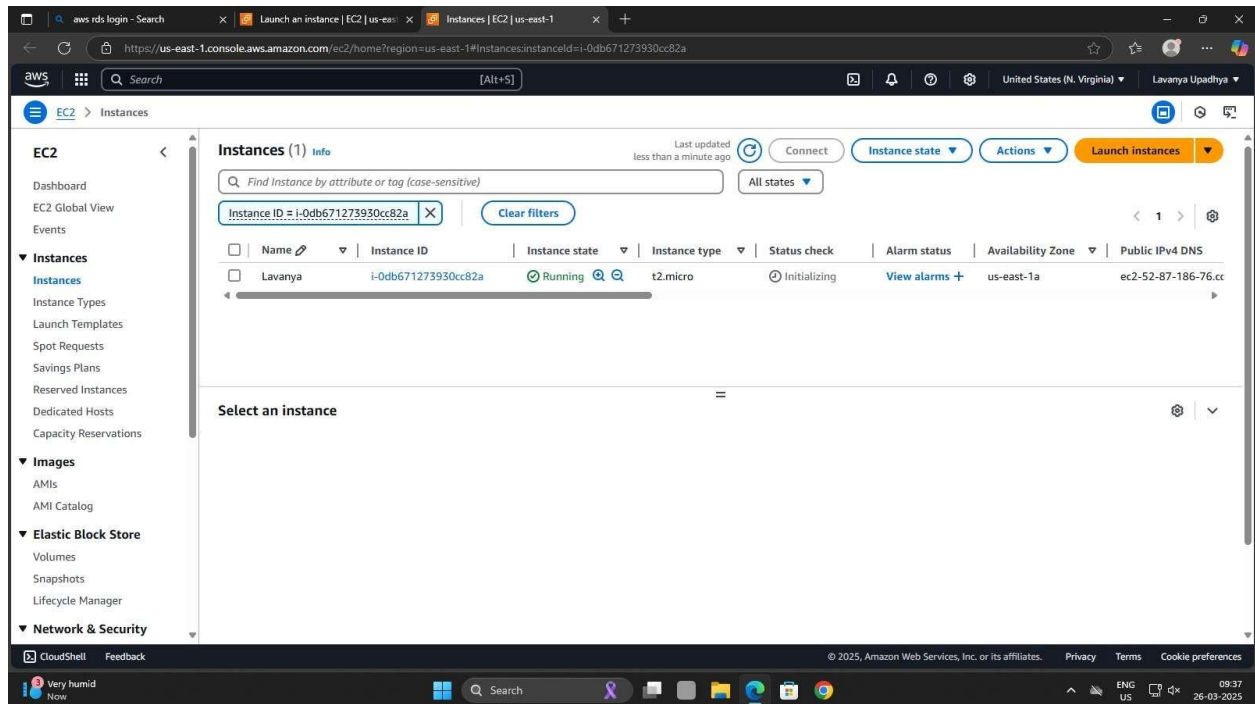 aws rds login - Search
Launch an instance | EC2 | us-eas
Instances | EC2 | us-east-1
https://us-east-1.console.aws.amazon.com/ec2/home?region=us-east-1#Instances:instanceId=i-0db671273930cc82a
aws
Search [Alt+S]
United States (N. Virginia)
Lavanya Upadhya
EC2 > Instances
EC2
Dashboard
EC2 Global View
Events
Instances
Instances
Instance Types
Launch Templates
Spot Requests
Savings Plans
Reserved Instances
Dedicated Hosts
Capacity Reservations
Images
AMIs
AMI Catalog
Elastic Block Store
Volumes
Snapshots
Lifecycle Manager
Network & Security
Instances (1) Info
Last updated
less than a minute ago
Connect
Instance state
Actions
Launch instances
Find Instance by attribute or tag (case-sensitive)
All states
Instance ID = i-0db671273930cc82a
Clear filters
1
Name Instance ID Instance state Instance type Status check Alarm status Availability Zone Public IPv4 DNS
Lavanya i-0db671273930cc82a Running t2.micro Initializing View alarms + us-east-1a ec2-52-87-186-76.cc
Select an instance
CloudShell Feedback
© 2025, Amazon Web Services, Inc. or its affiliates. Privacy Terms Cookie preferences
3
Very humid
Now
Search
ENG
US
09:37
26-03-2025